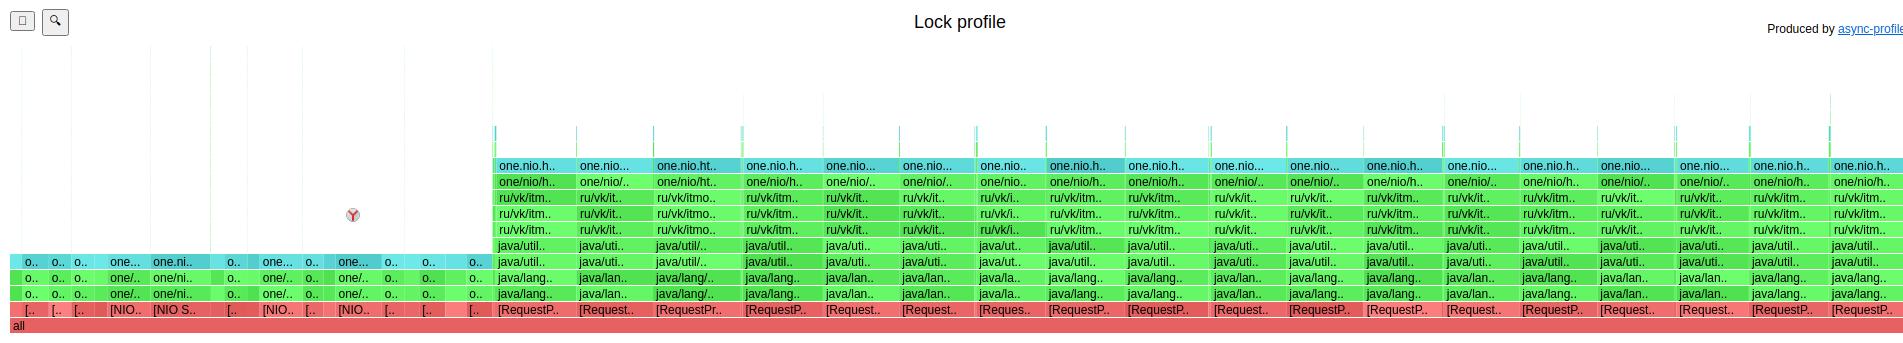 Lock profile
Produced by async-profile
one.nio.h.. one.nio... one.nio.ht.. one.nio.h.. one.nio... one.nio... one.nio.. one.nio.h.. one.nio.h.. one.nio... one.nio... one.nio.h.. one.nio.. one.nio.h.. one.nio... one.nio.. one.nio.h.. one.nio.h..
one/nio/h.. one/nio/.. one/nio/ht.. one/nio/h.. one/nio/.. one/nio/.. one/nio.. one/nio/h.. one/nio/h.. one/nio/.. one/nio/.. one/nio/h.. one/nio/.. one/nio/h.. one/nio/.. one/nio/.. one/nio/h.. one/nio/h..
ru/vk/itm.. ru/vk/it.. ru/vk/itmo.. ru/vk/itm.. ru/vk/it.. ru/vk/it.. ru/vk/i.. ru/vk/itm.. ru/vk/itm.. ru/vk/it.. ru/vk/it.. ru/vk/itm.. ru/vk/it.. ru/vk/itm.. ru/vk/it.. ru/vk/it.. ru/vk/itm.. ru/vk/itm..
ru/vk/itm.. ru/vk/it.. ru/vk/itmo.. ru/vk/itm.. ru/vk/it.. ru/vk/it.. ru/vk/i.. ru/vk/itm.. ru/vk/itm.. ru/vk/it.. ru/vk/it.. ru/vk/itm.. ru/vk/it.. ru/vk/itm.. ru/vk/it.. ru/vk/it.. ru/vk/itm.. ru/vk/itm..
ru/vk/itm.. ru/vk/it.. ru/vk/itmo.. ru/vk/itm.. ru/vk/it.. ru/vk/it.. ru/vk/i.. ru/vk/itm.. ru/vk/itm.. ru/vk/it.. ru/vk/it.. ru/vk/itm.. ru/vk/it.. ru/vk/itm.. ru/vk/it.. ru/vk/it.. ru/vk/itm.. ru/vk/itm..
java/util.. java/uti.. java/util/.. java/util.. java/uti.. java/uti.. java/ut.. java/util.. java/util.. java/uti.. java/util.. java/util.. java/uti.. java/util.. java/uti.. java/uti.. java/util.. java/util..
o.. o.. o.. one... one.ni.. o.. one... o.. one... o.. o.. o.. java/util.. java/uti.. java/util/.. java/util.. java/uti.. java/uti.. java/ut.. java/util.. java/util.. java/uti.. java/util.. java/util.. java/uti.. java/util.. java/uti.. java/uti.. java/util.. java/util..
o.. o.. o.. one/.. one/ni.. o.. one/.. o.. one/.. o.. o.. o.. java/lang.. java/lan.. java/lang/.. java/lang.. java/lan.. java/lan.. java/la.. java/lang.. java/lang.. java/lan.. java/lang.. java/lang.. java/lan.. java/lang.. java/lan.. java/lan.. java/lang.. java/lang..
o.. o.. o.. one/.. one/ni.. o.. one/.. o.. one/.. o.. o.. o.. java/lang.. java/lan.. java/lang/.. java/lang.. java/lan.. java/lan.. java/la.. java/lang.. java/lang.. java/lan.. java/lang.. java/lang.. java/lan.. java/lang.. java/lan.. java/lan.. java/lang.. java/lang..
[.. [.. [.. [NIO.. [NIO S.. [.. [NIO.. [.. [NIO.. [.. [.. [.. [RequestP.. [Request.. [RequestPr.. [RequestP.. [Request.. [Request.. [Reques.. [RequestP.. [RequestP.. [Request.. [RequestP.. [RequestP.. [Request.. [RequestP.. [Request.. [Request.. [RequestP.. [RequestP..
all